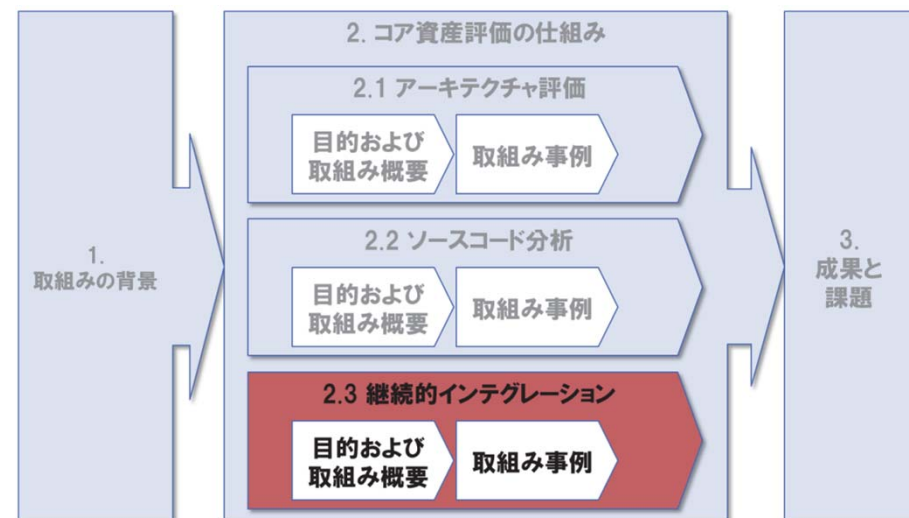 1.
取組みの背景
2. コア資産評価の仕組み
2.1 アーキテクチャ評価
目的および
取組み概要
取組み事例
2.2 ソースコード分析
目的および
取組み概要
取組み事例
2.3 継続的インテグレーション
目的および
取組み概要
取組み事例
3.
成果と
課題